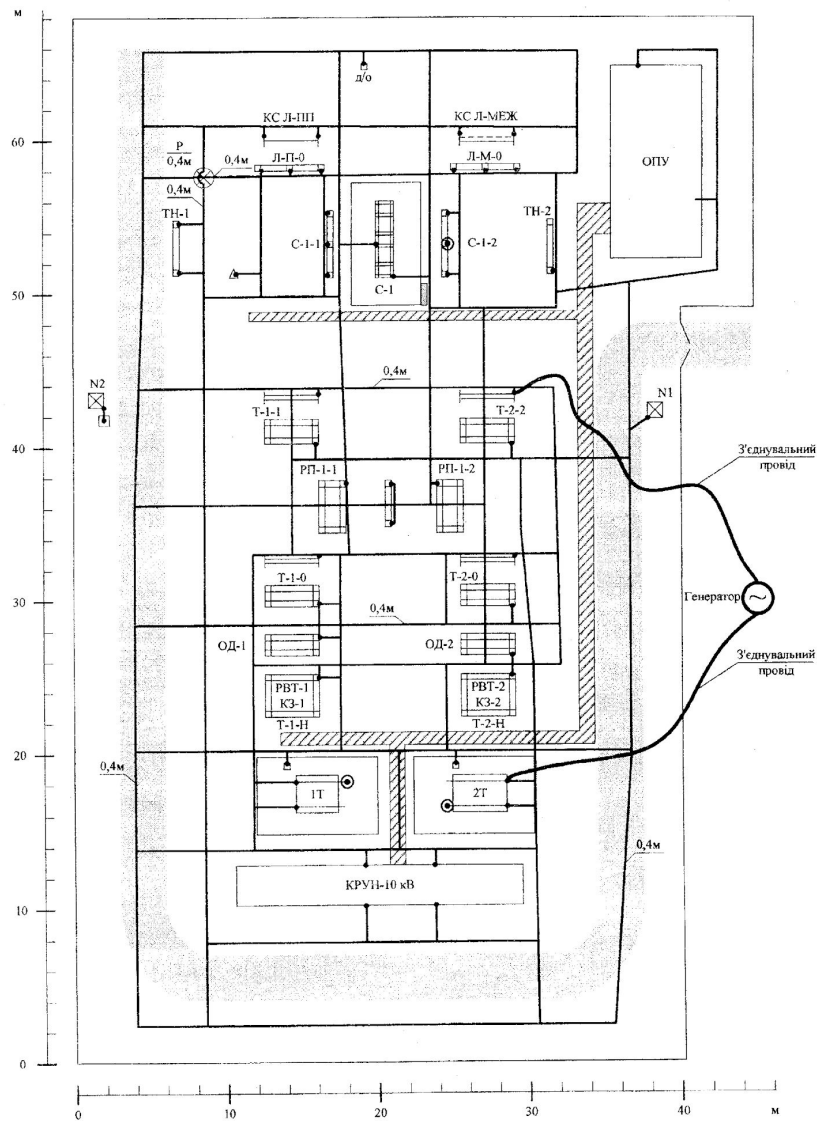 м
60
50
40
30
20
10
0
0
10
20
30
40
м
д/о
КС Л-ПП
КС Л-МЕЖ
ОПУ
Р
0,4м
0,4м
0,4м
Л-П-0
Л-М-0
ТН-1
ТН-2
С-1-1
С-1-2
С-1
N2
N1
0,4м
Т-1-1
Т-2-2
З'єднувальний
провід
РП-1-1
РП-1-2
Т-1-0
Т-2-0
Генератор
0,4м
ОД-1
ОД-2
З'єднувальний
провід
РВТ-1
КЗ-1
Т-1-Н
РВТ-2
КЗ-2
Т-2-Н
0,4м
1Т
2Т
0,4м
КРУН-10 кВ